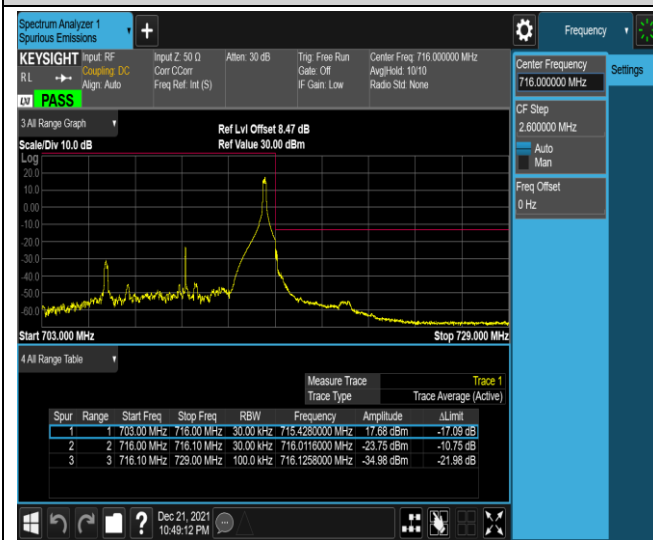 Spectrum Analyzer 1
Spurious Emissions
Frequency
KEYSIGHT Input: RF Input Z: 50 Ω Atten: 30 dB Trig: Free Run Center Freq: 716.000000 MHz
RL Coupling: DC Corr CCorr Gate: Off Avg|Hold: 10/10
Align: Auto Freq Ref: Int (S) IF Gain: Low Radio Std: None
LXI PASS
Center Frequency
716.000000 MHz
Settings
CF Step
2.600000 MHz
Auto
Man
Freq Offset
0 Hz
3 All Range Graph
Ref Lvl Offset 8.47 dB
Scale/Div 10.0 dB Ref Value 30.00 dBm
Log
20.0
10.0
0.00
-10.0
-20.0
-30.0
-40.0
-50.0
-60.0
Start 703.000 MHz Stop 729.000 MHz
4 All Range Table
Measure Trace Trace 1
Trace Type Trace Average (Active)
Spur Range Start Freq Stop Freq RBW Frequency Amplitude ΔLimit
1 1 703.00 MHz 716.00 MHz 30.00 kHz 715.4280000 MHz 17.68 dBm -17.09 dB
2 2 716.00 MHz 716.10 MHz 30.00 kHz 716.0116000 MHz -23.75 dBm -10.75 dB
3 3 716.10 MHz 729.00 MHz 100.0 kHz 716.1258000 MHz -34.98 dBm -21.98 dB
Dec 21, 2021
10:49:12 PM